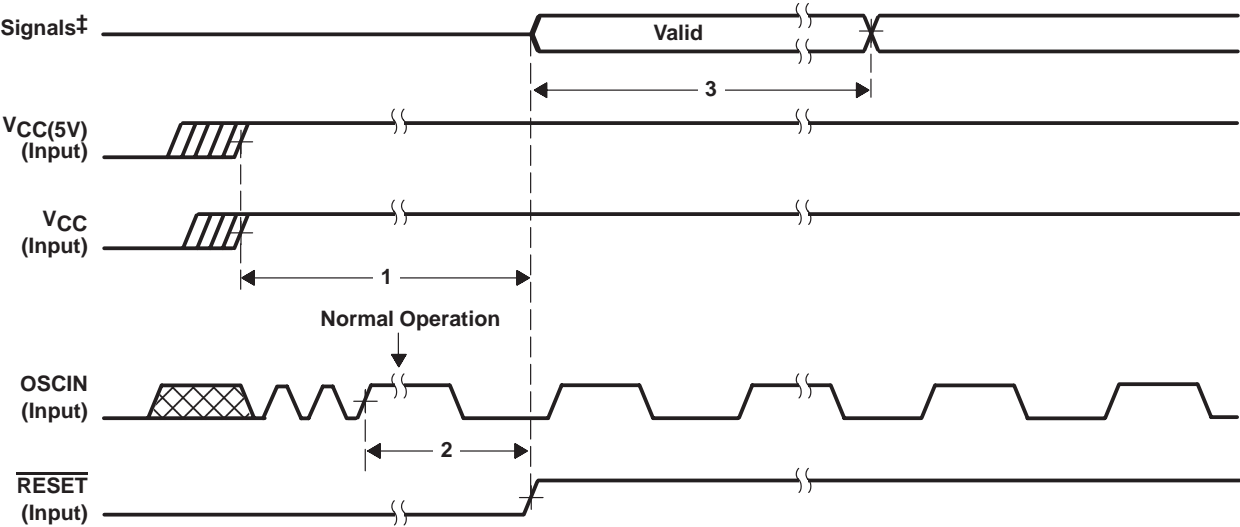 Signals‡
Valid
3
VCC(5V)
(Input)
VCC
(Input)
1
Normal Operation
OSCIN
(Input)
2
RESET
(Input)